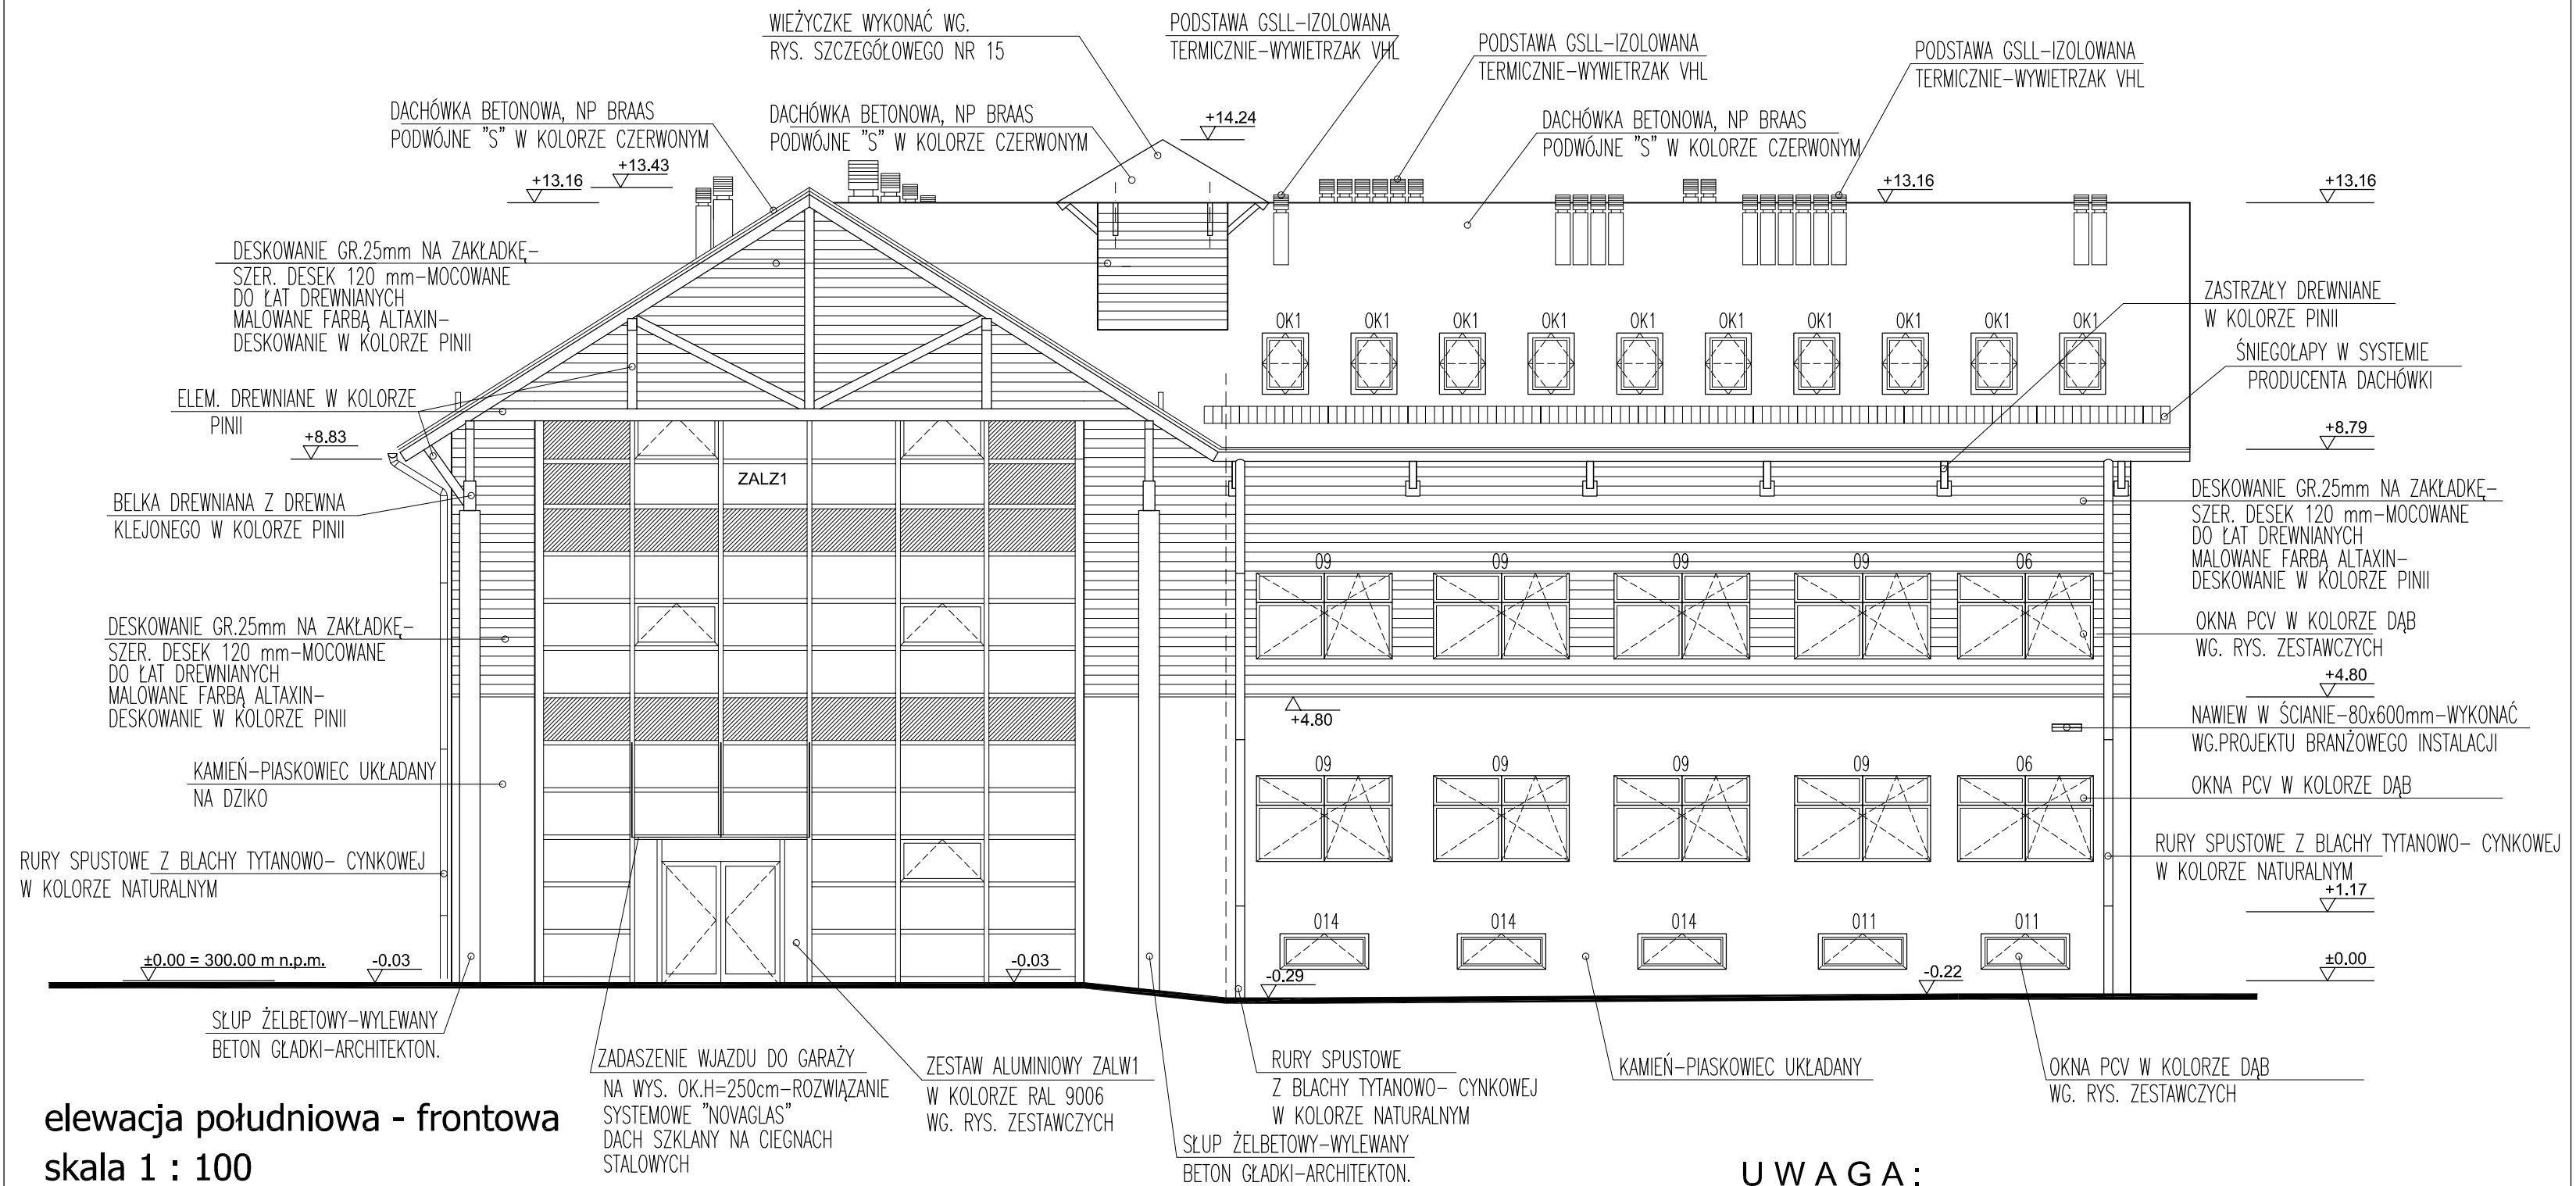 WIEŻYCZKE WYKONAĆ WG.
RYS. SZCZEGÓŁOWEGO NR 15
PODSTAWA GSLL-IZOLOWANA
TERMICZNIE-WYWIETRZAK VHL
PODSTAWA GSLL-IZOLOWANA
TERMICZNIE-WYWIETRZAK VHL
PODSTAWA GSLL-IZOLOWANA
TERMICZNIE-WYWIETRZAK VHL
DACHÓWKA BETONOWA, NP BRAAS
PODWÓJNE "S" W KOLORZE CZERWONYM
DACHÓWKA BETONOWA, NP BRAAS
PODWÓJNE "S" W KOLORZE CZERWONYM
+14.24
DACHÓWKA BETONOWA, NP BRAAS
PODWÓJNE "S" W KOLORZE CZERWONYM
+13.16
+13.43
+13.16
+13.16
DESKOWANIE GR.25mm NA ZAKŁADKĘ-
SZER. DESEK 120 mm-MOCOWANE
DO ŁAT DREWNIANYCH
MALOWANE FARBĄ ALTAXIN-
DESKOWANIE W KOLORZE PINII
ZASTRZAŁY DREWNIANE
W KOLORZE PINII
OK1 OK1 OK1 OK1 OK1 OK1 OK1 OK1 OK1 OK1
ŚNIEGOŁAPY W SYSTEMIE
PRODUCENTA DACHÓWKI
ELEM. DREWNIANE W KOLORZE
PINII
+8.83
+8.79
ZALZ1
BELKA DREWNIANA Z DREWNA
KLEJONEGO W KOLORZE PINII
DESKOWANIE GR.25mm NA ZAKŁADKĘ-
SZER. DESEK 120 mm-MOCOWANE
DO ŁAT DREWNIANYCH
MALOWANE FARBĄ ALTAXIN-
DESKOWANIE W KOLORZE PINII
09 09 09 09 06
DESKOWANIE GR.25mm NA ZAKŁADKĘ-
SZER. DESEK 120 mm-MOCOWANE
DO ŁAT DREWNIANYCH
MALOWANE FARBĄ ALTAXIN-
DESKOWANIE W KOLORZE PINII
OKNA PCV W KOLORZE DĄB
WG. RYS. ZESTAWCZYCH
+4.80
+4.80
NAWIEW W ŚCIANIE-80x600mm-WYKONAĆ
WG.PROJEKTU BRANŻOWEGO INSTALACJI
KAMIEŃ-PIASKOWIEC UKŁADANY
NA DZIKO
09 09 09 09 06
OKNA PCV W KOLORZE DĄB
RURY SPUSTOWE Z BLACHY TYTANOWO- CYNKOWEJ
W KOLORZE NATURALNYM
RURY SPUSTOWE Z BLACHY TYTANOWO- CYNKOWEJ
W KOLORZE NATURALNYM
+1.17
014 014 014 011 011
±0.00 = 300.00 m n.p.m.
-0.03
-0.03
-0.29
-0.22
±0.00
SŁUP ŻELBETOWY-WYLEWANY
BETON GŁADKI-ARCHITEKTON.
ZADASZENIE WJAZDU DO GARAŻY
NA WYS. OK.H=250cm-ROZWIĄZANIE
SYSTEMOWE "NOVAGLAS"
DACH SZKLANY NA CIEGNACH
STALOWYCH
ZESTAW ALUMINIOWY ZALW1
W KOLORZE RAL 9006
WG. RYS. ZESTAWCZYCH
RURY SPUSTOWE
Z BLACHY TYTANOWO- CYNKOWEJ
W KOLORZE NATURALNYM
SŁUP ŻELBETOWY-WYLEWANY
BETON GŁADKI-ARCHITEKTON.
KAMIEŃ-PIASKOWIEC UKŁADANY
OKNA PCV W KOLORZE DĄB
WG. RYS. ZESTAWCZYCH
elewacja południowa - frontowa
skala 1 : 100
U W A G A :